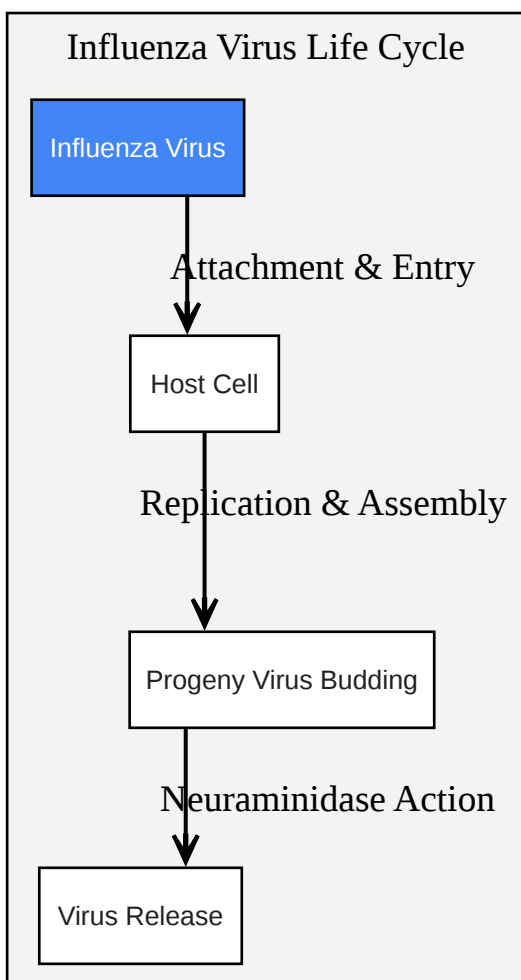 Influenza Virus Life Cycle
Influenza Virus
Attachment & Entry
Host Cell
Replication & Assembly
Progeny Virus Budding
Neuraminidase Action
Virus Release